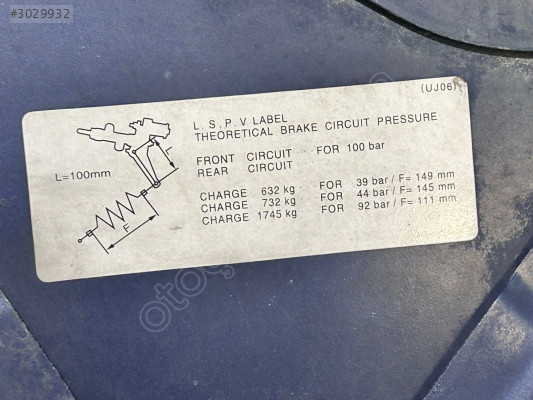 #3029932
(UJ06)
L.S.P.V LABEL
THEORETICAL BRAKE CIRCUIT PRESSURE
FRONT CIRCUIT FOR 100 bar
REAR CIRCUIT
L=100mm
L
F
CHARGE 632 kg FOR 39 bar / F= 149 mm
CHARGE 732 kg FOR 44 bar / F= 145 mm
CHARGE 1745 kg FOR 92 bar / F= 111 mm